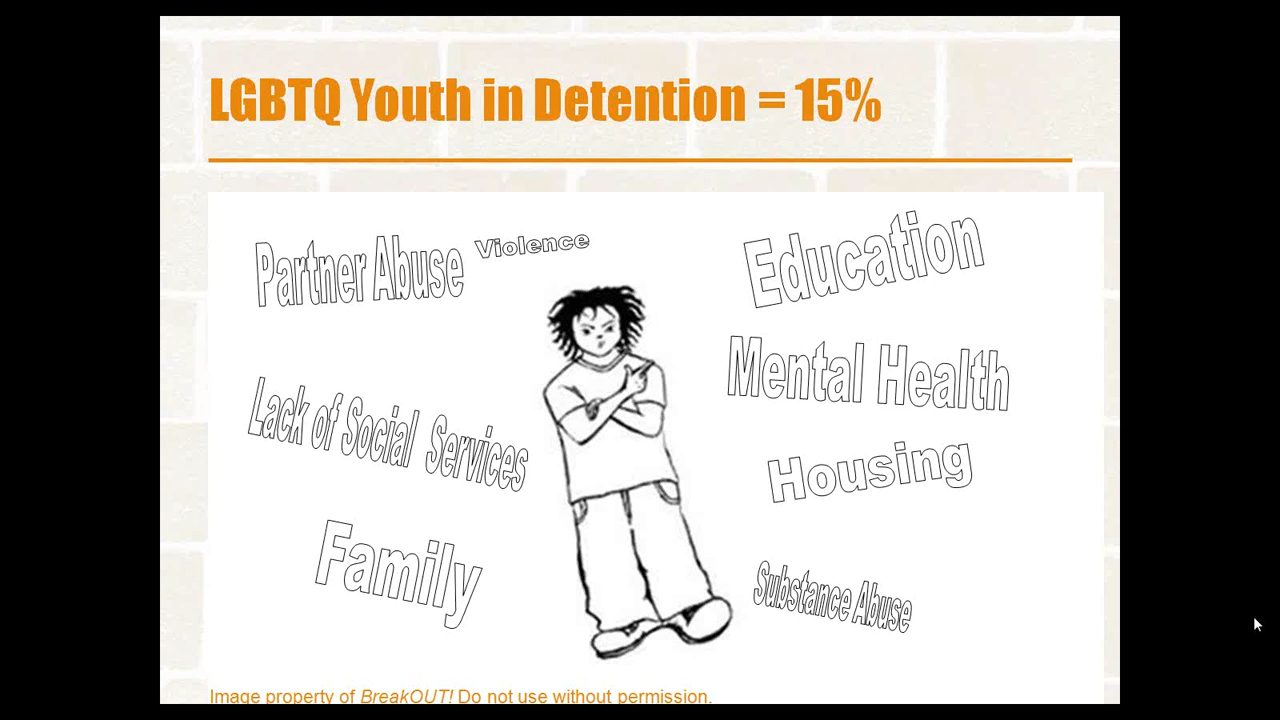 LGBTQ Youth in Detention = 15%
Partner Abuse
Violence
Education
Mental Health
Lack of Social Services
Housing
Family
Substance Abuse
Image property of BreakOUT! Do not use without permission.